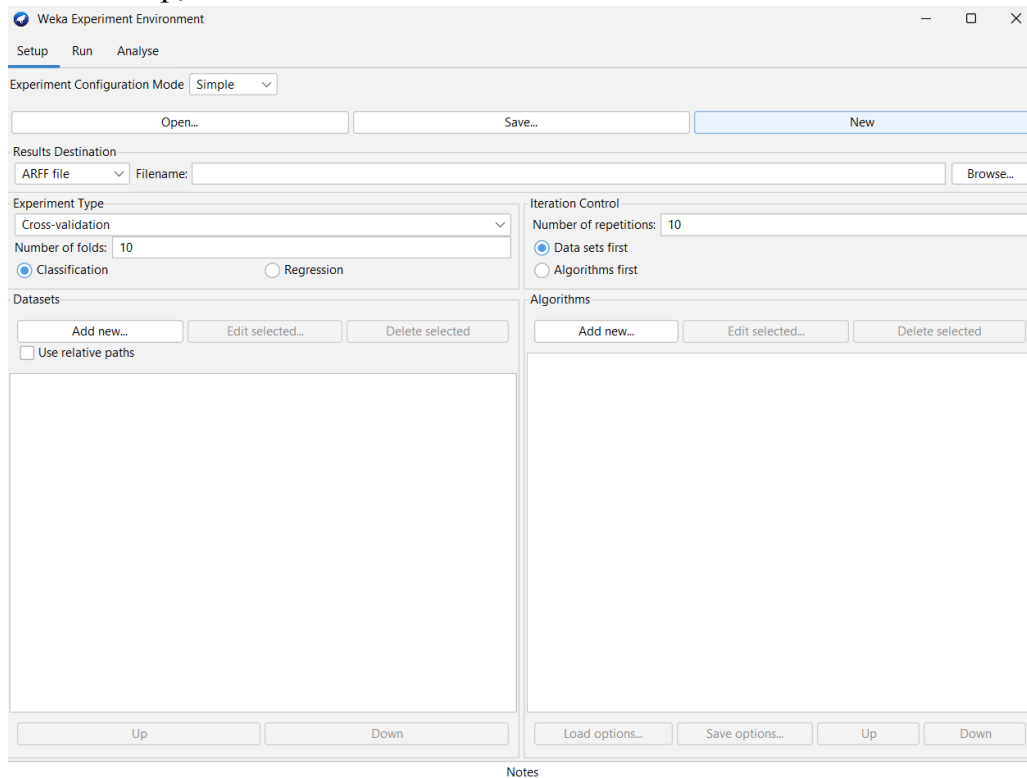 Weka Experiment Environment
Setup Run Analyse
Experiment Configuration Mode Simple
Open... Save... New
Results Destination
ARFF file Filename: Browse...
Experiment Type
Cross-validation
Number of folds: 10
Classification Regression
Iteration Control
Number of repetitions: 10
Data sets first
Algorithms first
Datasets
Add new... Edit selected... Delete selected
Use relative paths
Up Down
Algorithms
Add new... Edit selected... Delete selected
Load options... Save options... Up Down
Notes